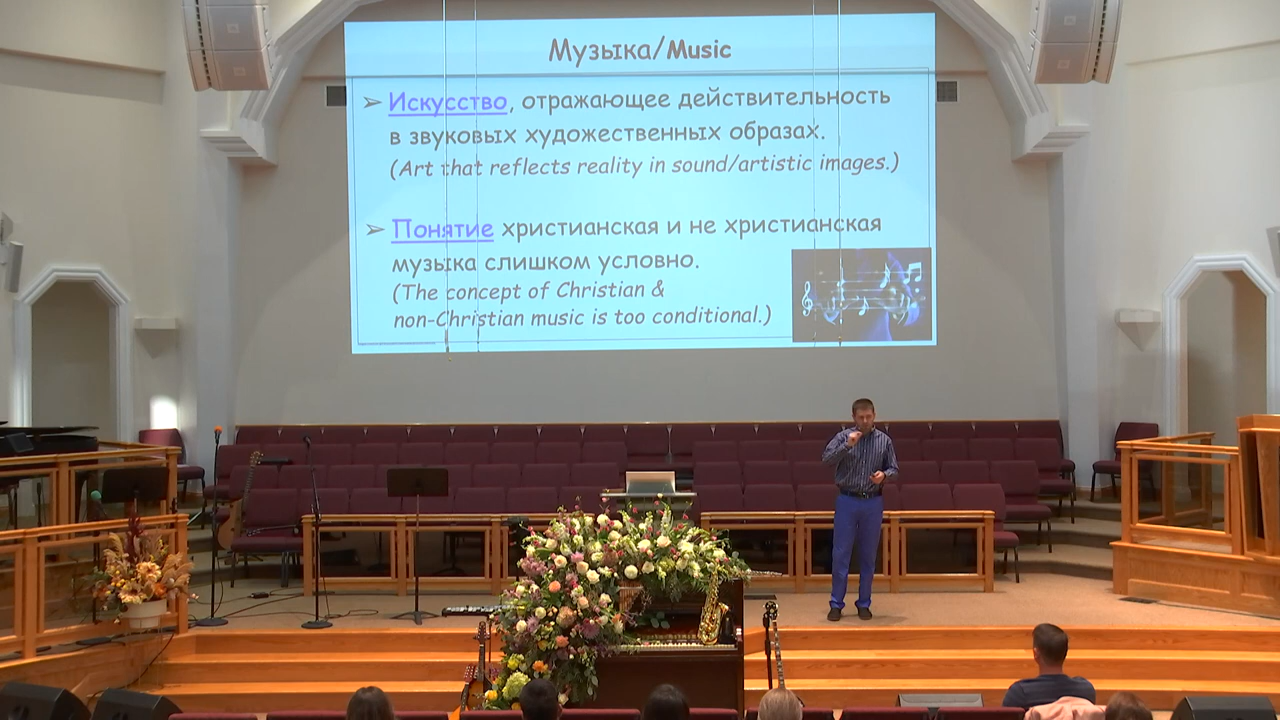 Музыка/Music
➢ Искусство, отражающее действительность
в звуковых художественных образах.
(Art that reflects reality in sound/artistic images.)
➢ Понятие христианская и не христианская
музыка слишком условно.
(The concept of Christian &
non-Christian music is too conditional.)